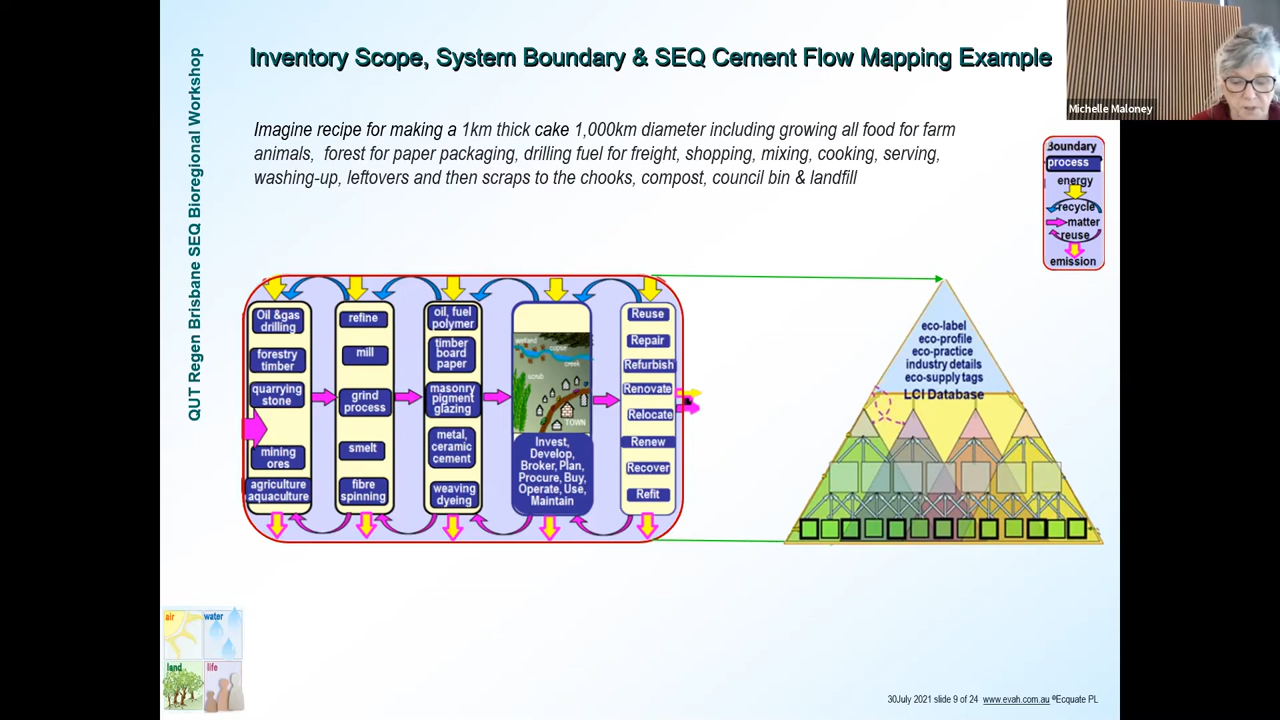 Inventory Scope, System Boundary & SEQ Cement Flow Mapping Example
Michelle Maloney
QUT Regen Brisbane SEQ Bioregional Workshop
Imagine recipe for making a 1km thick cake 1,000km diameter including growing all food for farm
animals, forest for paper packaging, drilling fuel for freight, shopping, mixing, cooking, serving,
washing-up, leftovers and then scraps to the chooks, compost, council bin & landfill
Boundary
process
energy
recycle
matter
reuse
emission
Oil &gas
drilling
forestry
timber
quarrying
stone
mining
ores
agriculture
aquaculture
refine
mill
grind
process
smelt
fibre
spinning
oil, fuel
polymer
timber
board
paper
masonry
pigment
glazing
metal,
ceramic
cement
weaving
dyeing
wetland
copse
creek
scrub
TOWN
Invest,
Develop,
Broker, Plan,
Procure, Buy,
Operate, Use,
Maintain
Reuse
Repair
Refurbish
Renovate
Relocate
Renew
Recover
Refit
eco-label
eco-profile
eco-practice
industry details
eco-supply tags
LCI Database
air
water
land
life
30July 2021 slide 9 of 24 www.evah.com.au ®Ecquate PL